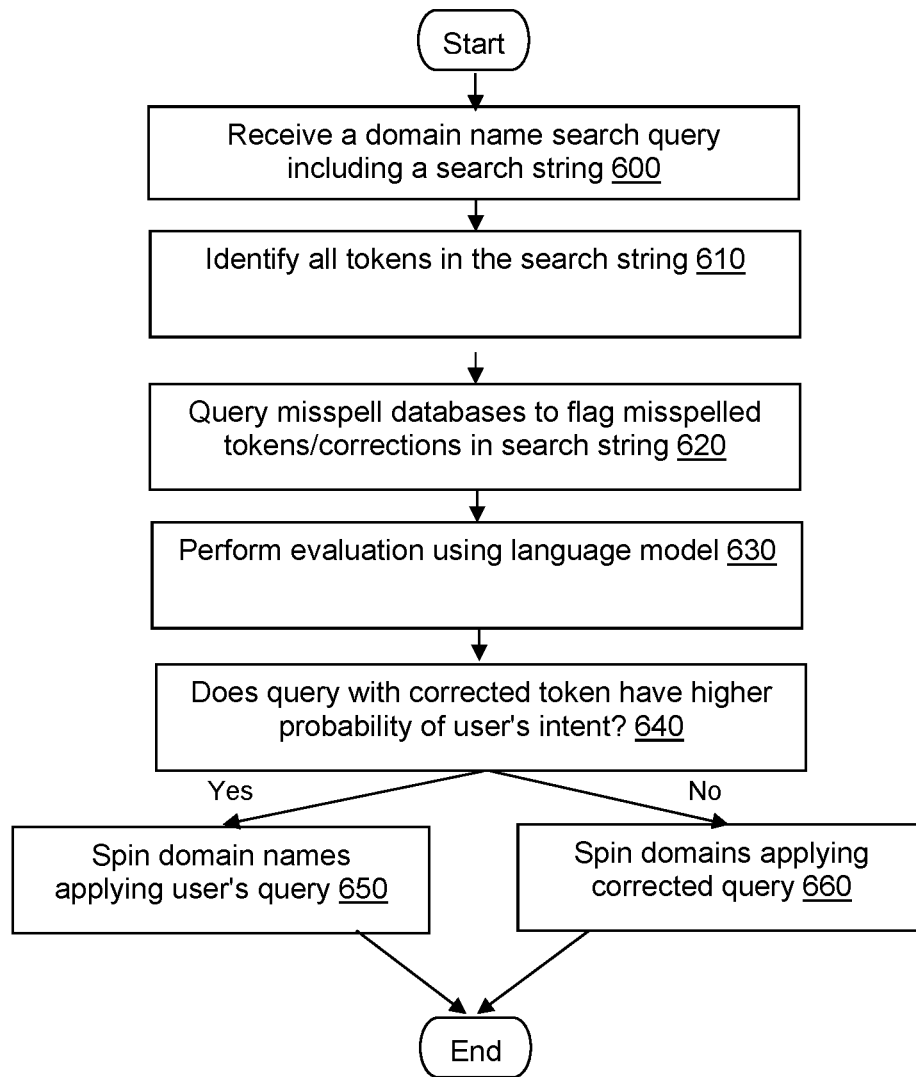 Start
Receive a domain name search query
including a search string 600
Identify all tokens in the search string 610
Query misspell databases to flag misspelled
tokens/corrections in search string 620
Perform evaluation using language model 630
Does query with corrected token have higher
probability of user's intent? 640
Yes
No
Spin domain names
applying user's query 650
Spin domains applying
corrected query 660
End